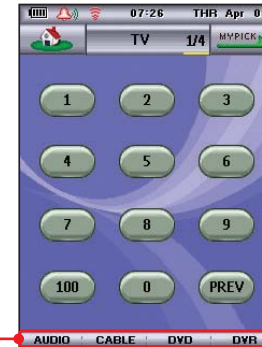 07:26 THR Apr 0
TV 1/4 MYPICK
1 2 3
4 5 6
7 8 9
100 0 PREV
AUDIO CABLE DVD DVR